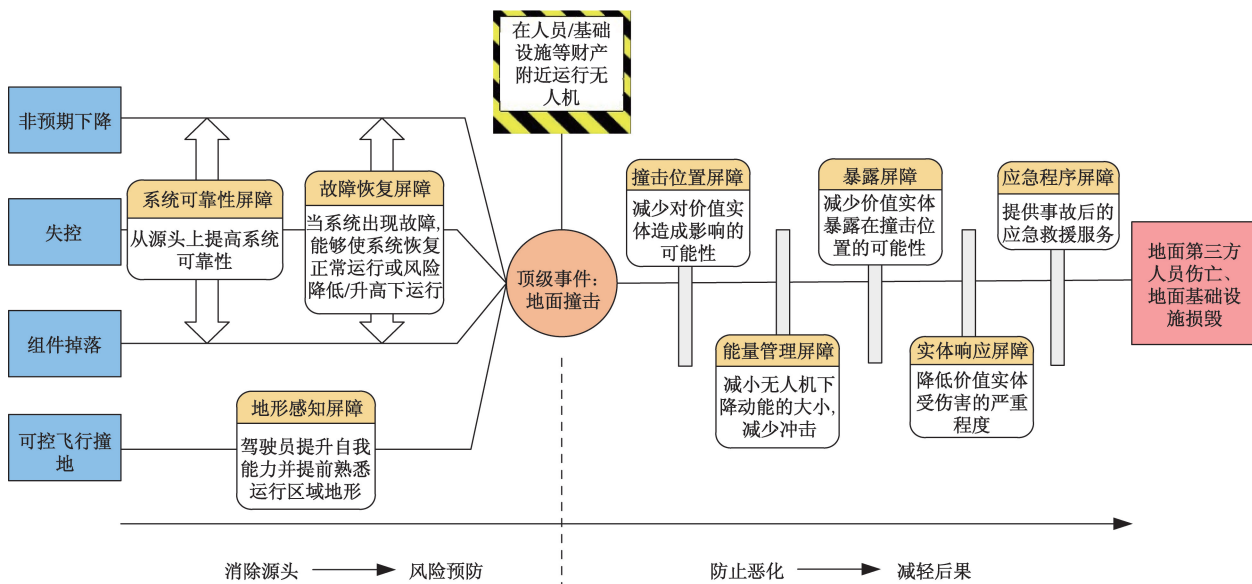 在人员/基础
设施等财产
附近运行无
人机
非预期下降
失控
组件掉落
可控飞行撞
地
系统可靠性屏障
从源头上提高系统
可靠性
故障恢复屏障
当系统出现故障,
能够使系统恢复
正常运行或风险
降低/升高下运行
地形感知屏障
驾驶员提升自我
能力并提前熟悉
运行区域地形
顶级事件:
地面撞击
撞击位置屏障
减少对价值实
体造成影响的
可能性
能量管理屏障
减小无人机下
降动能的大小,
减少冲击
暴露屏障
减少价值实体
暴露在撞击位
置的可能性
实体响应屏障
降低价值实体
受伤害的严重
程度
应急程序屏障
提供事故后的
应急救援服务
地面第三方
人员伤亡、
地面基础设
施损毁
消除源头
风险预防
防止恶化
减轻后果